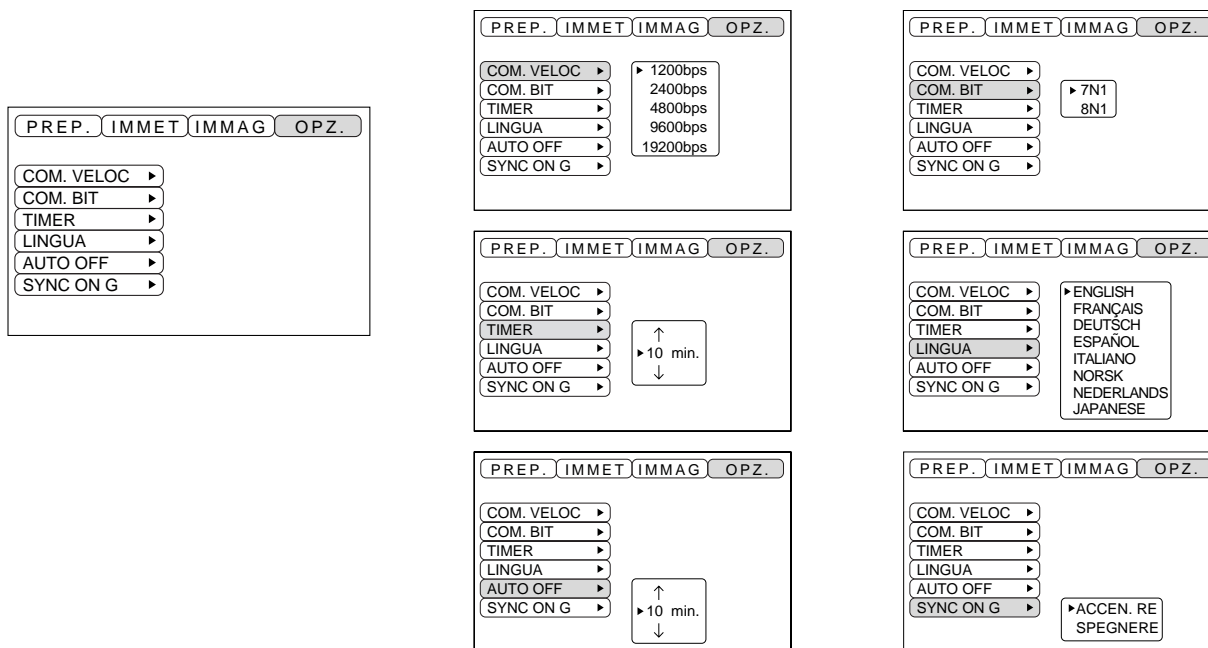 PREP. IMMET IMMAG OPZ.
COM. VELOC
COM. BIT
TIMER
LINGUA
AUTO OFF
SYNC ON G
PREP. IMMET IMMAG OPZ.
COM. VELOC
COM. BIT
TIMER
LINGUA
AUTO OFF
SYNC ON G
1200bps
2400bps
4800bps
9600bps
19200bps
PREP. IMMET IMMAG OPZ.
COM. VELOC
COM. BIT
TIMER
LINGUA
AUTO OFF
SYNC ON G
7N1
8N1
PREP. IMMET IMMAG OPZ.
COM. VELOC
COM. BIT
TIMER
LINGUA
AUTO OFF
SYNC ON G
10 min.
PREP. IMMET IMMAG OPZ.
COM. VELOC
COM. BIT
TIMER
LINGUA
AUTO OFF
SYNC ON G
ENGLISH
FRANÇAIS
DEUTSCH
ESPAÑOL
ITALIANO
NORSK
NEDERLANDS
JAPANESE
PREP. IMMET IMMAG OPZ.
COM. VELOC
COM. BIT
TIMER
LINGUA
AUTO OFF
SYNC ON G
10 min.
PREP. IMMET IMMAG OPZ.
COM. VELOC
COM. BIT
TIMER
LINGUA
AUTO OFF
SYNC ON G
ACCEN. RE
SPEGNERE